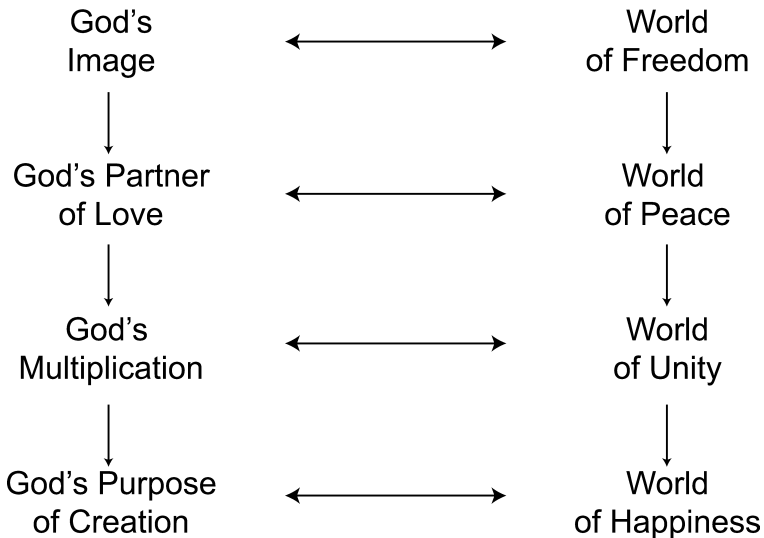 God's
Image
World
of Freedom
God's Partner
of Love
World
of Peace
God's
Multiplication
World
of Unity
God's Purpose
of Creation
World
of Happiness